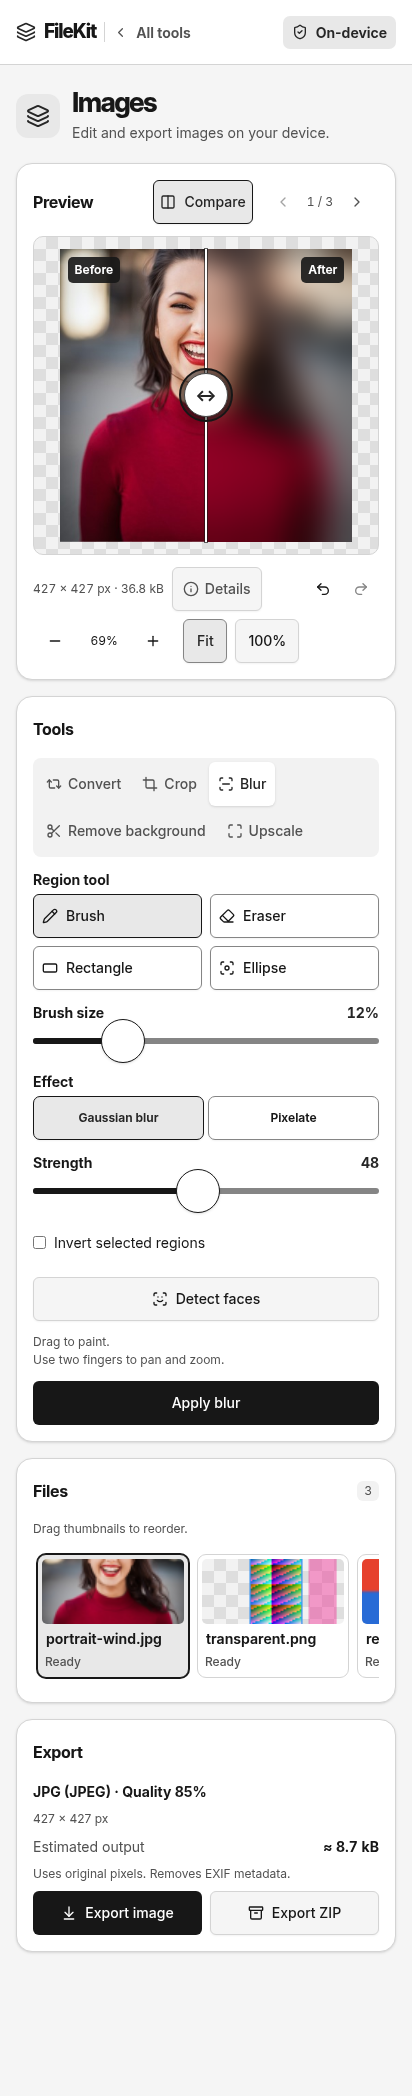 FileKit
All tools
On-device
Images
Edit and export images on your device.
Preview
Compare
1 / 3
Before
After
427 × 427 px · 36.8 kB
Details
69%
Fit
100%
Tools
Convert
Crop
Blur
Remove background
Upscale
Region tool
Brush
Eraser
Rectangle
Ellipse
Brush size
12%
Effect
Gaussian blur
Pixelate
Strength
48
Invert selected regions
Detect faces
Drag to paint.
Use two fingers to pan and zoom.
Apply blur
Files
3
Drag thumbnails to reorder.
portrait-wind.jpg
Ready
transparent.png
Ready
re
Re
Export
JPG (JPEG) · Quality 85%
427 × 427 px
Estimated output
≈ 8.7 kB
Uses original pixels. Removes EXIF metadata.
Export image
Export ZIP